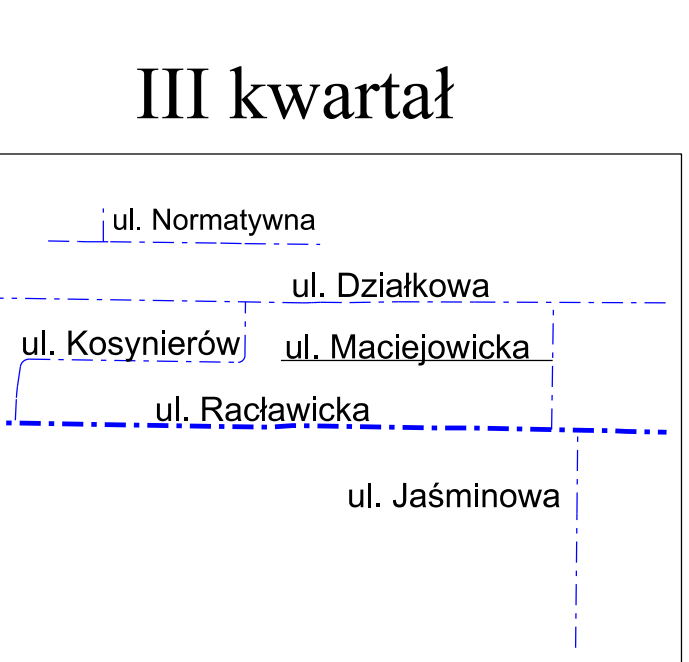 III kwartał
ul. Normatywna
ul. Działkowa
ul. Kosynierów
ul. Maciejowicka
ul. Racławicka
ul. Jaśminowa